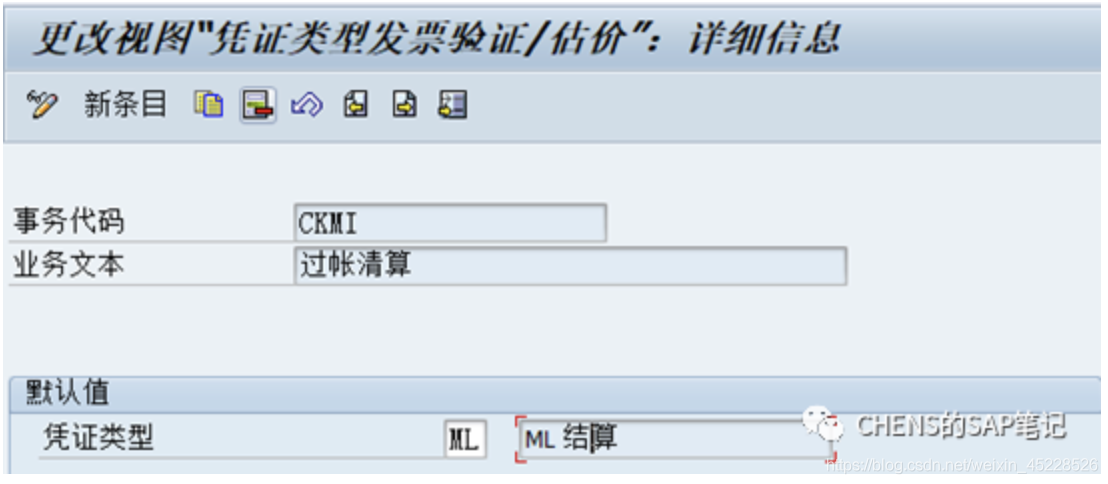 更改视图"凭证类型发票验证/估价"：详细信息
新条目
事务代码 CKMI
业务文本 过帐清算
默认值
凭证类型 ML ML 结算
CHENS的SAP笔记
https://blog.csdn.net/weixin_45228526